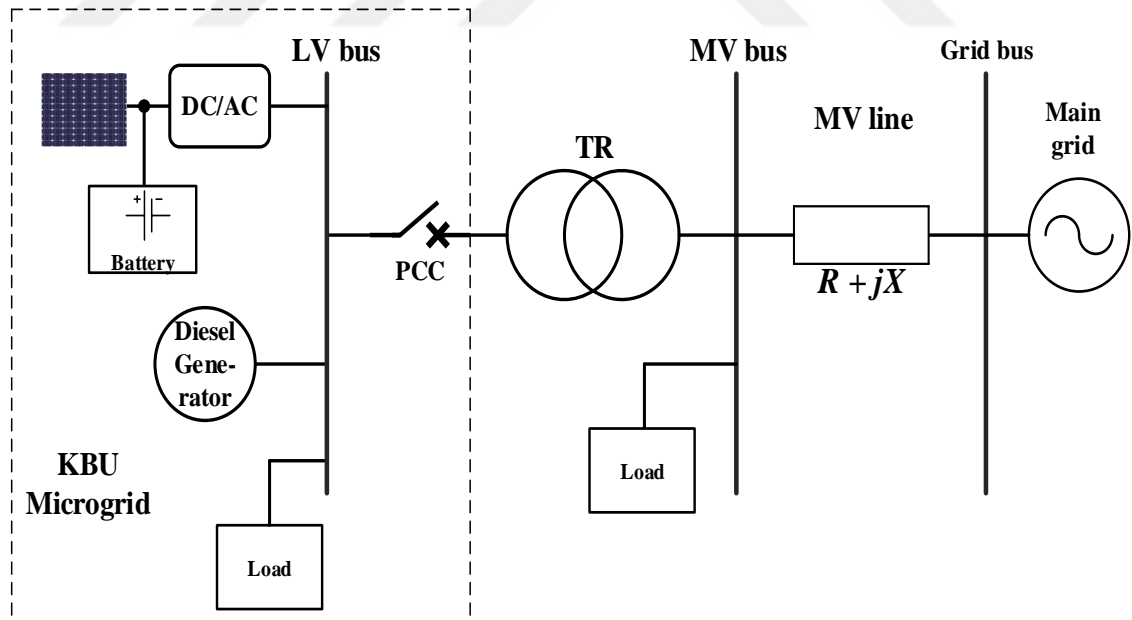 LV bus
MV bus
Grid bus
DC/AC
MV line
Main
grid
TR
+ −
Battery
PCC
R + jX
Diesel
Gene-
rator
KBU
Microgrid
Load
Load